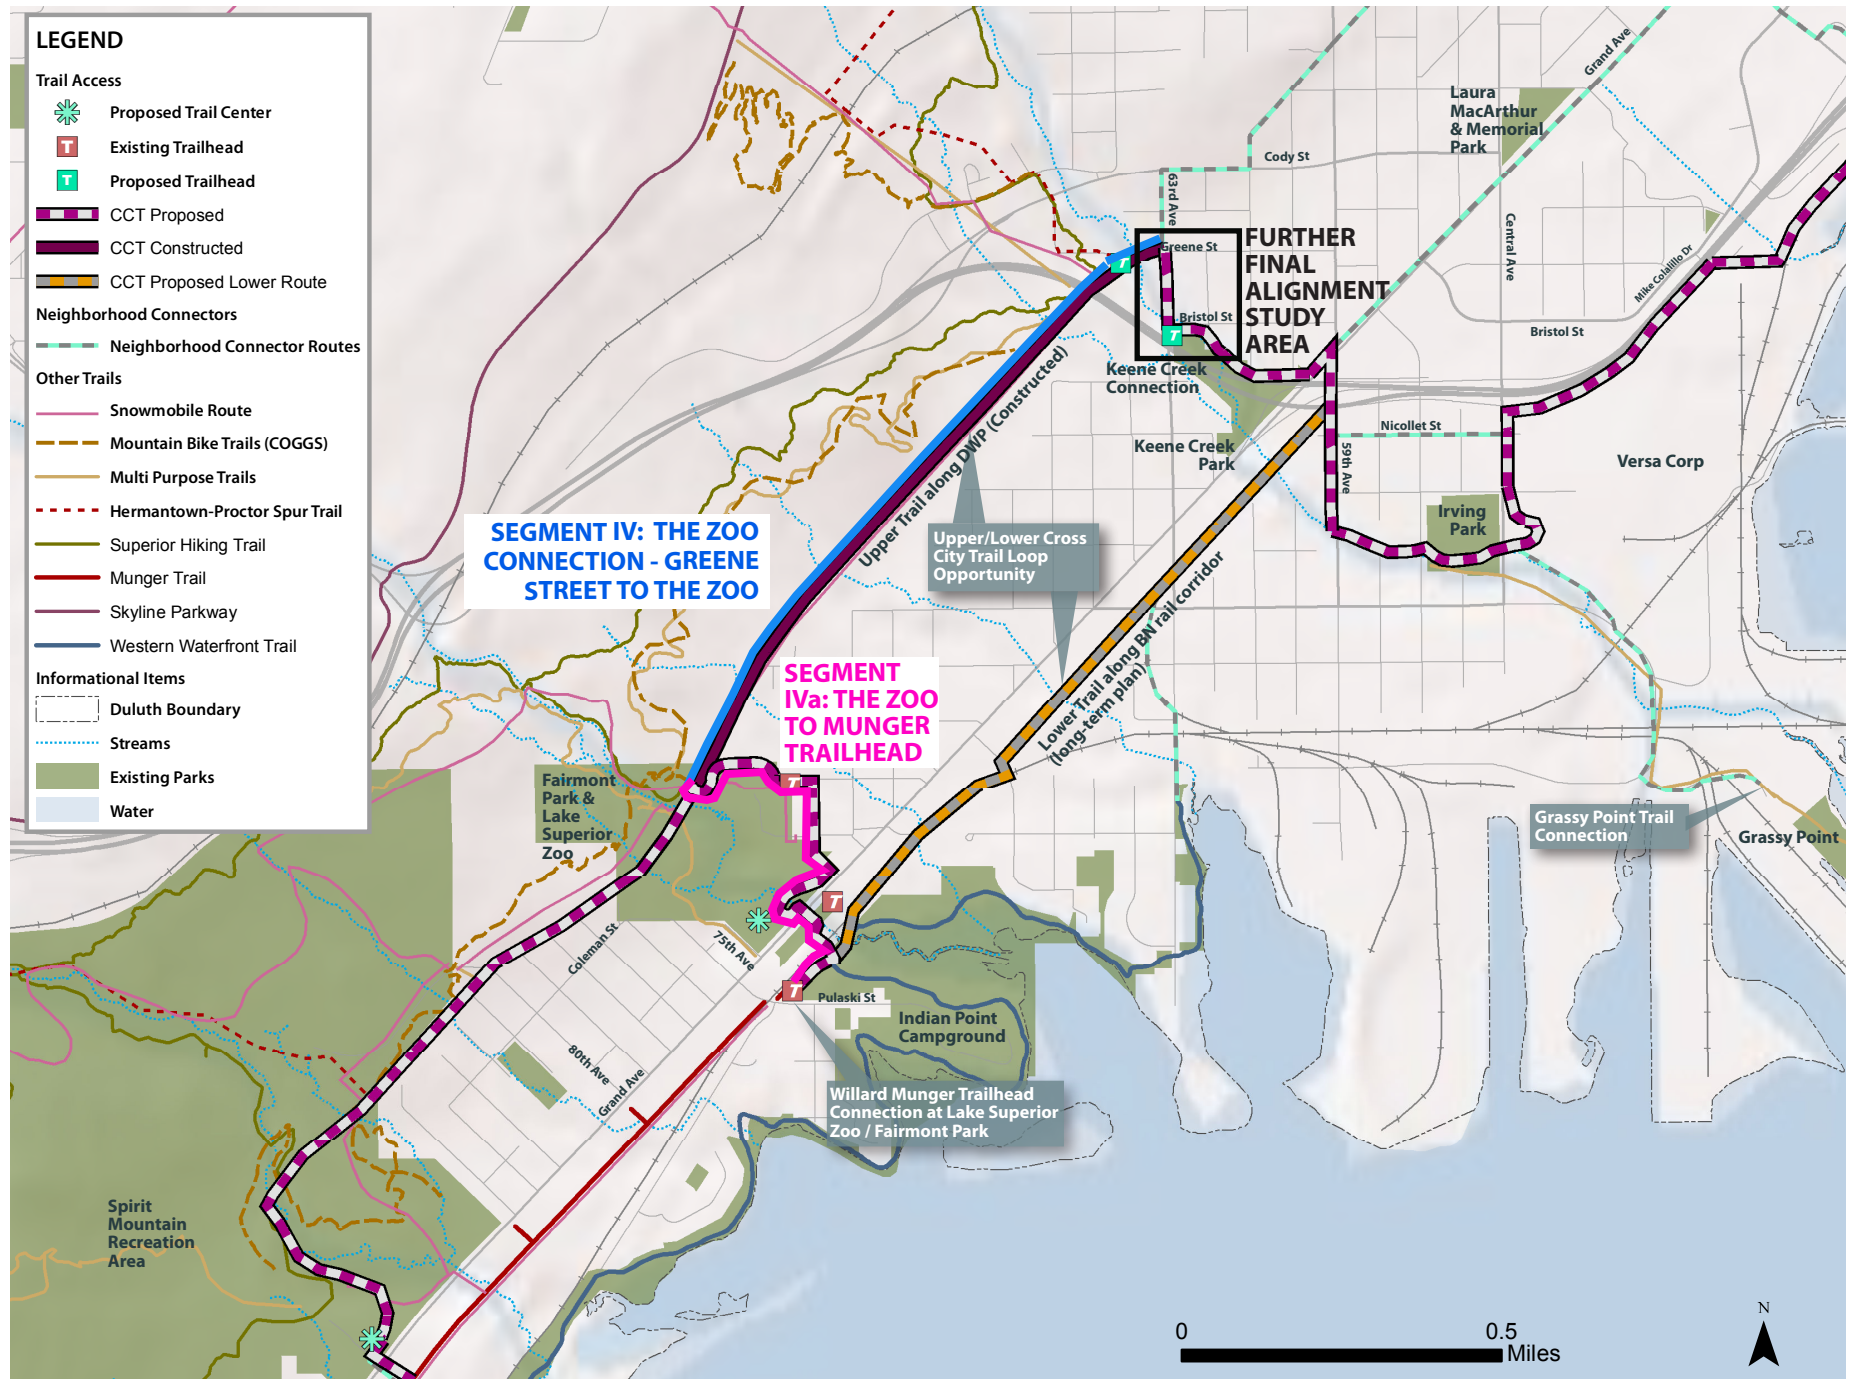 LEGEND
Trail Access
Proposed Trail Center
T Existing Trailhead
T Proposed Trailhead
CCT Proposed
CCT Constructed
CCT Proposed Lower Route
Neighborhood Connectors
Neighborhood Connector Routes
Other Trails
Snowmobile Route
Mountain Bike Trails (COGGS)
Multi Purpose Trails
Hermantown-Proctor Spur Trail
Superior Hiking Trail
Munger Trail
Skyline Parkway
Western Waterfront Trail
Informational Items
Duluth Boundary
Streams
Existing Parks
Water
Grand Ave
Laura
MacArthur
& Memorial
Park
Cody St
63rd Ave
Central Ave
Greene St
FURTHER
FINAL
ALIGNMENT
STUDY
AREA
T
Mike Colalillo Dr
Bristol St
T
Bristol St
Keene Creek
Connection
Upper Trail along DWP (Constructed)
Nicollet St
Keene Creek
Park
59th Ave
Versa Corp
Irving
Park
SEGMENT IV: THE ZOO
CONNECTION - GREENE
STREET TO THE ZOO
Upper/Lower Cross
City Trail Loop
Opportunity
Lower Trail along BN rail corridor
(long-term plan)
SEGMENT
IVa: THE ZOO
TO MUNGER
TRAILHEAD
Fairmont
Park &
Lake
Superior
Zoo
T
Grassy Point Trail
Connection
Grassy Point
T
Coleman St
75th Ave
T
Pulaski St
Indian Point
Campground
80th Ave
Grand Ave
Willard Munger Trailhead
Connection at Lake Superior
Zoo / Fairmont Park
Spirit
Mountain
Recreation
Area
N
0 0.5
Miles